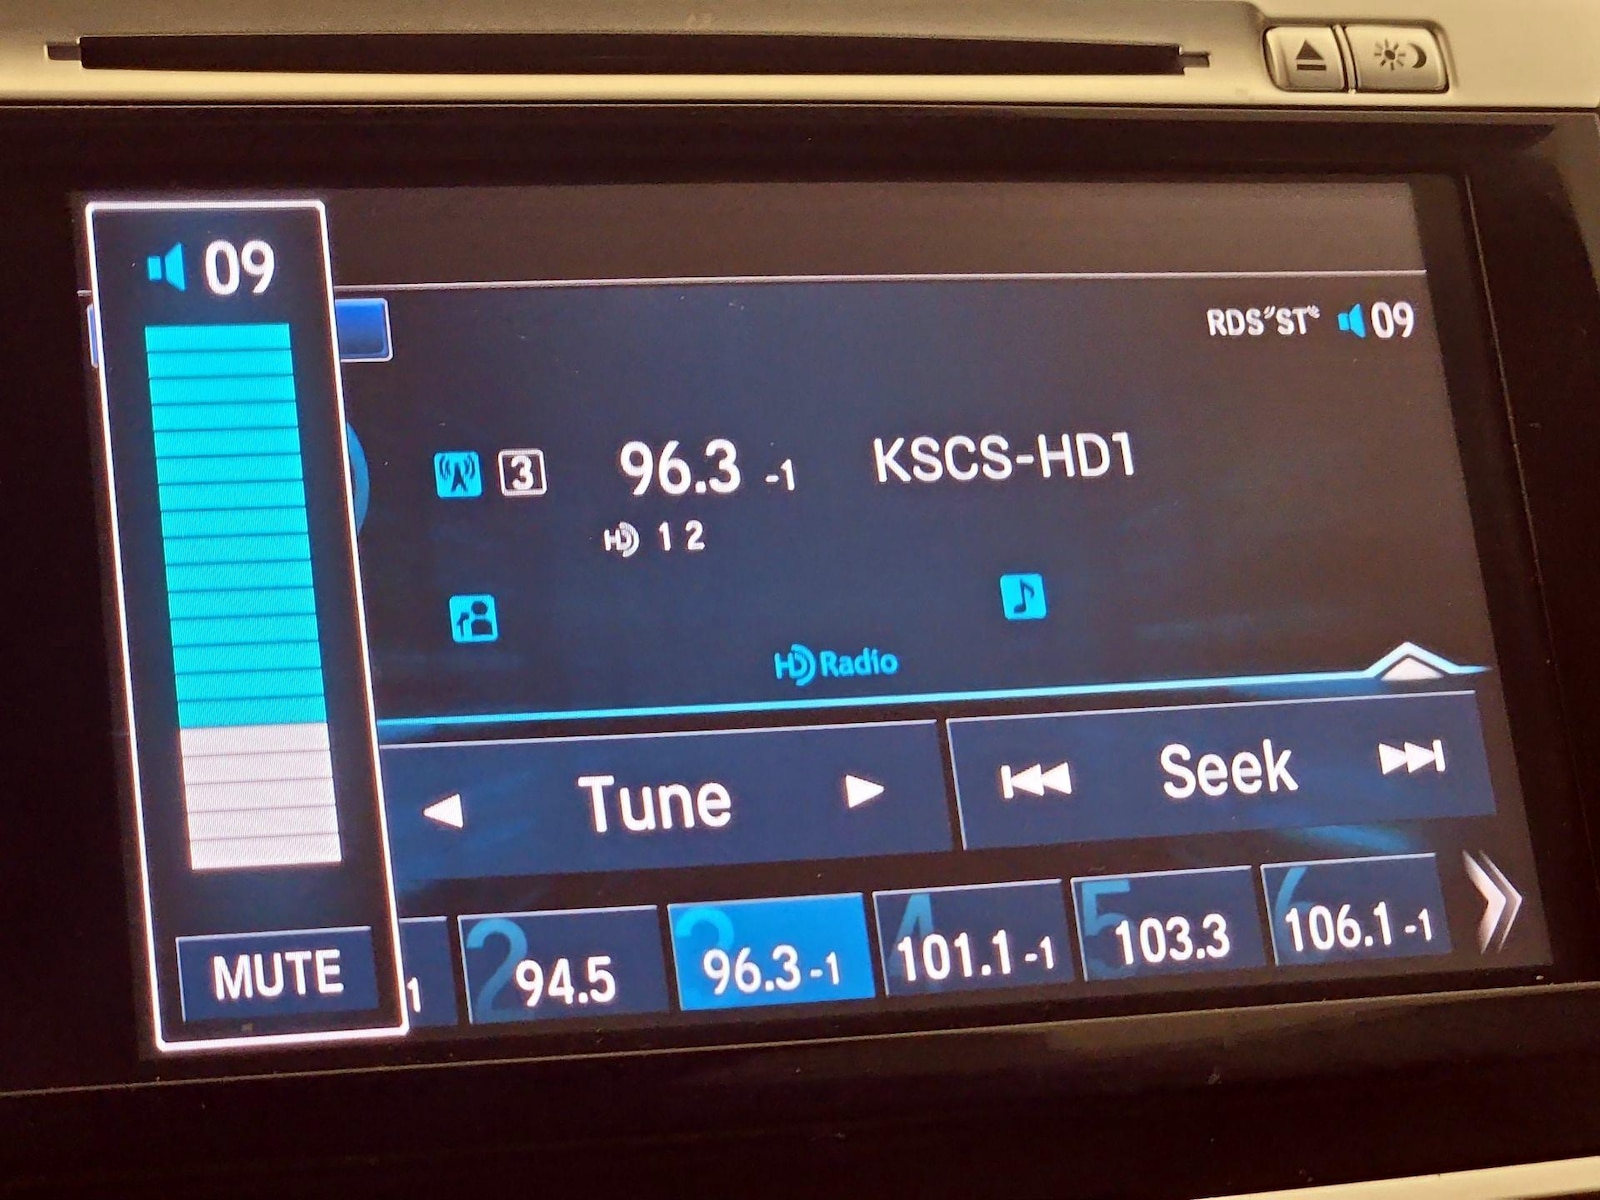 09
RDS ST 09
3 96.3 -1 KSCS-HD1
HD 1 2
HD Radio
Tune Seek
MUTE 1 2 94.5 3 96.3-1 4 101.1-1 5 103.3 6 106.1-1